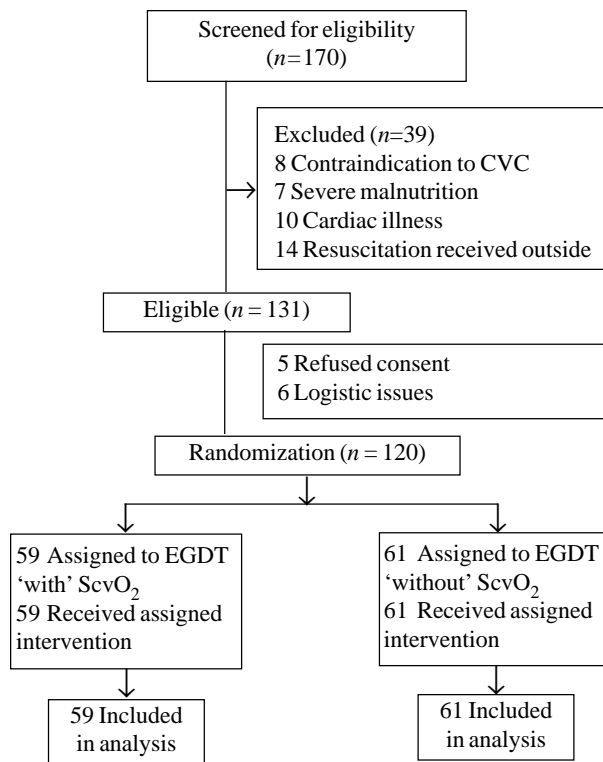 Screened for eligibility
(n=170)
Excluded (n=39)
8 Contraindication to CVC
7 Severe malnutrition
10 Cardiac illness
14 Resuscitation received outside
Eligible (n = 131)
5 Refused consent
6 Logistic issues
Randomization (n = 120)
59 Assigned to EGDT
‘with’ ScvO2
59 Received assigned
intervention
61 Assigned to EGDT
‘without’ ScvO2
61 Received assigned
intervention
59 Included
in analysis
61 Included
in analysis